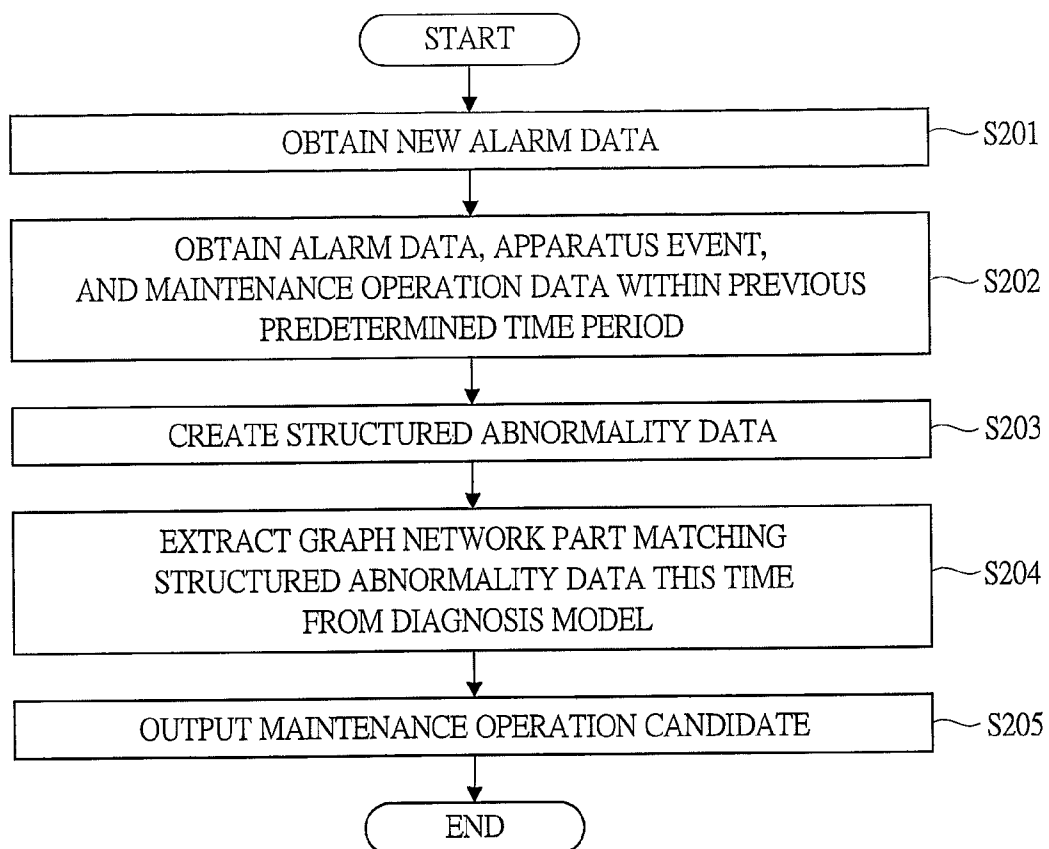 START
OBTAIN NEW ALARM DATA
S201
OBTAIN ALARM DATA, APPARATUS EVENT,
AND MAINTENANCE OPERATION DATA WITHIN PREVIOUS
PREDETERMINED TIME PERIOD
S202
CREATE STRUCTURED ABNORMALITY DATA
S203
EXTRACT GRAPH NETWORK PART MATCHING
STRUCTURED ABNORMALITY DATA THIS TIME
FROM DIAGNOSIS MODEL
S204
OUTPUT MAINTENANCE OPERATION CANDIDATE
S205
END